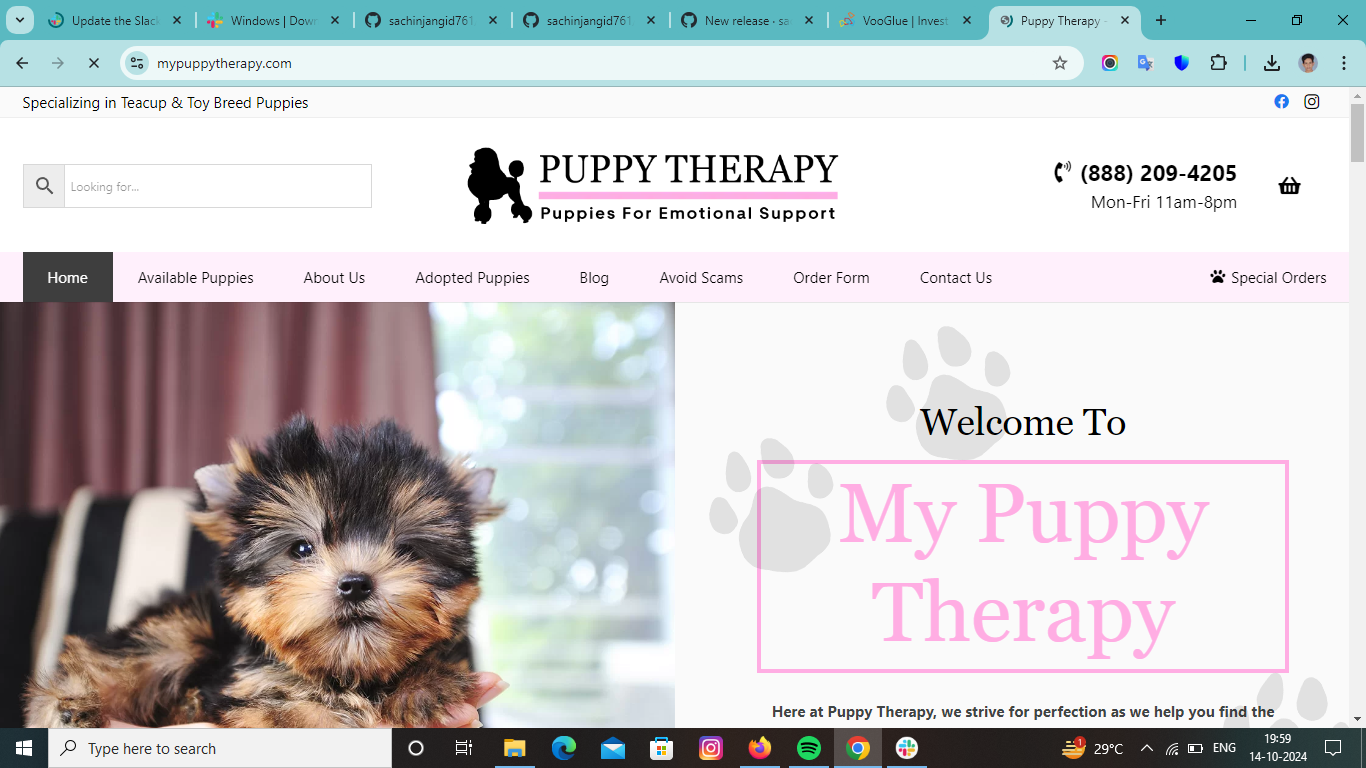 Update the Slack
Windows | Down
sachinjangid761
sachinjangid761
New release · sa
VooGlue | Invest
Puppy Therapy -
mypuppytherapy.com
Specializing in Teacup & Toy Breed Puppies
Looking for...
PUPPY THERAPY
Puppies For Emotional Support
(888) 209-4205
Mon-Fri 11am-8pm
Home
Available Puppies
About Us
Adopted Puppies
Blog
Avoid Scams
Order Form
Contact Us
Special Orders
Welcome To
My Puppy
Therapy
Here at Puppy Therapy, we strive for perfection as we help you find the
Type here to search
1
29°C
ENG
19:59
14-10-2024